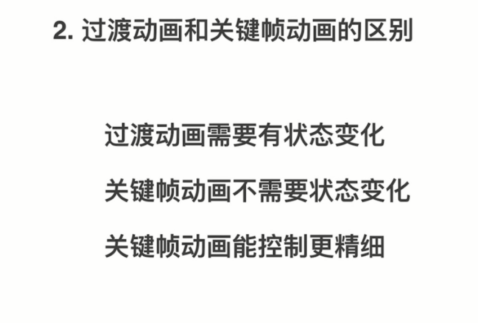 2. 过渡动画和关键帧动画的区别
过渡动画需要有状态变化
关键帧动画不需要状态变化
关键帧动画能控制更精细